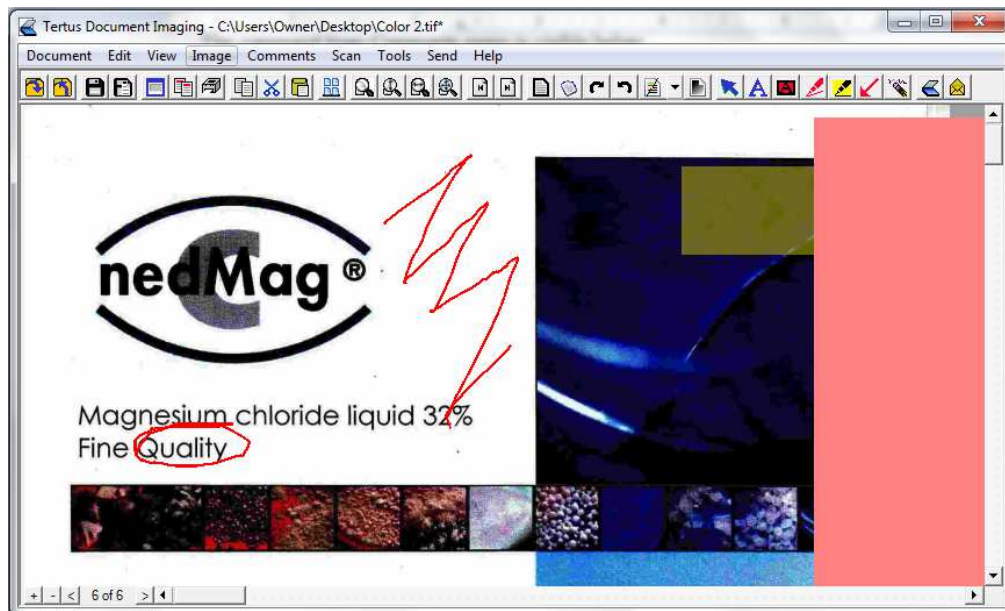 Tertus Document Imaging - C:\Users\Owner\Desktop\Color 2.tif*
Document Edit View Image Comments Scan Tools Send Help
nedMag ®
C
Magnesium chloride liquid 32%
Fine Quality
+ - < 6 of 6 >